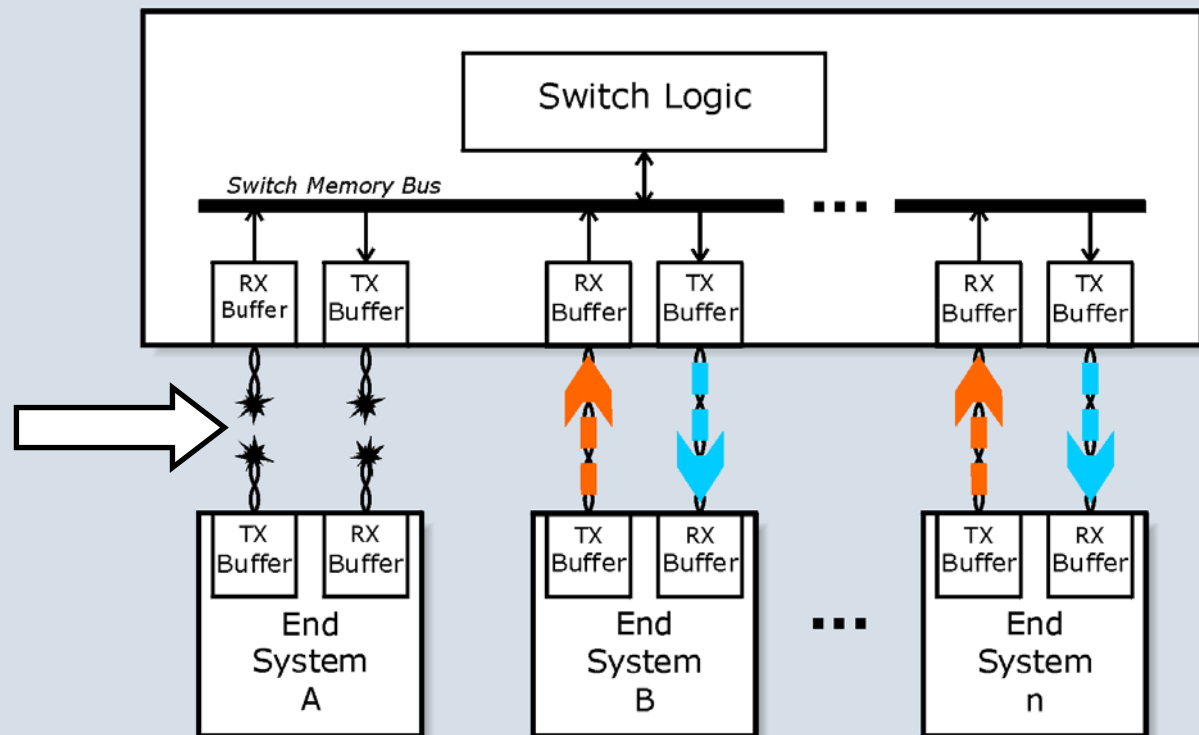 Switch Logic
Switch Memory Bus
RX
Buffer
TX
Buffer
RX
Buffer
TX
Buffer
RX
Buffer
TX
Buffer
TX
Buffer
RX
Buffer
TX
Buffer
RX
Buffer
TX
Buffer
RX
Buffer
End
System
A
End
System
B
End
System
n